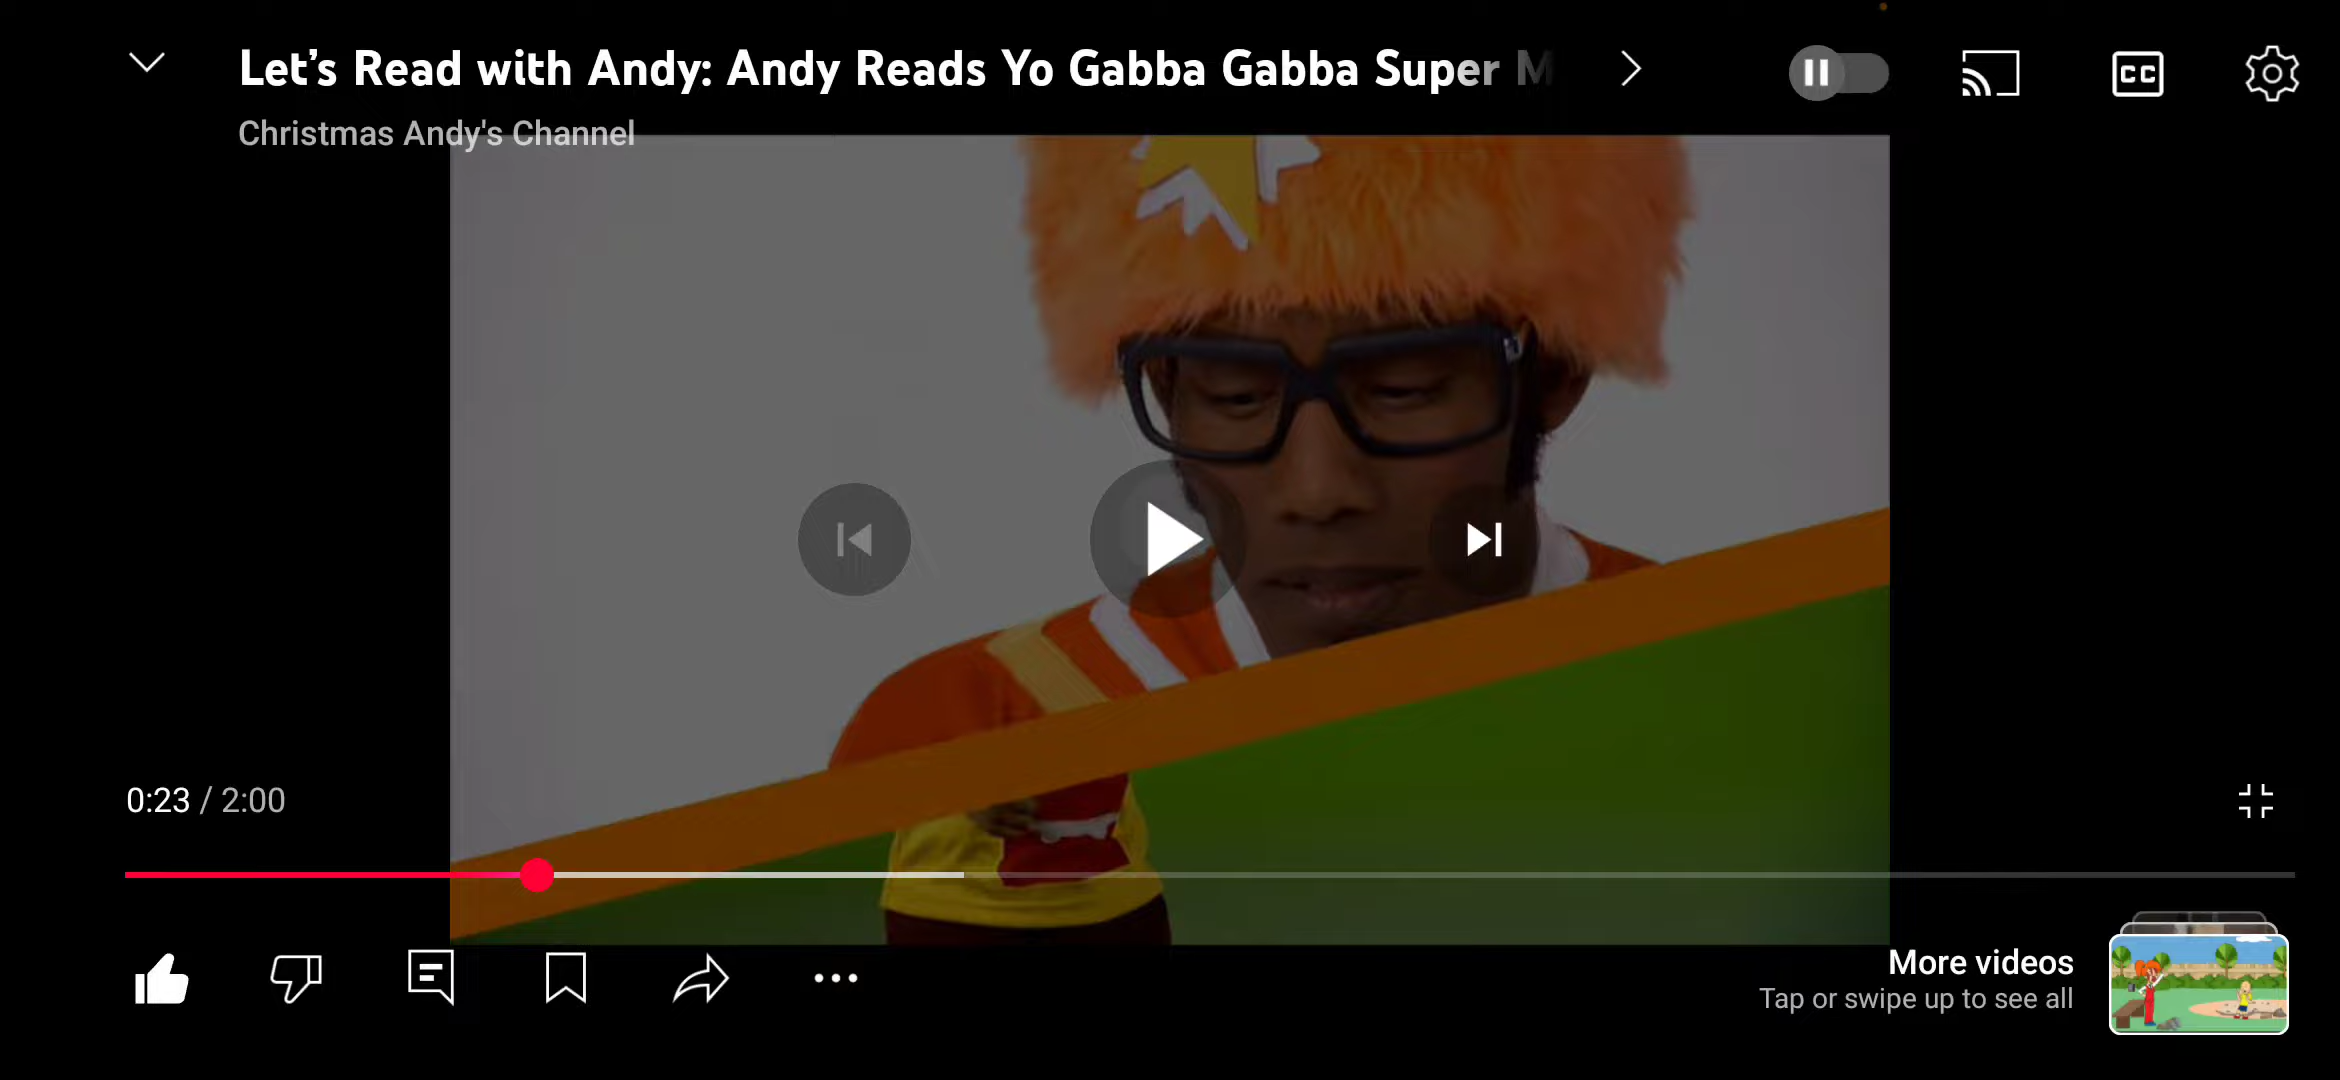 Let's Read with Andy: Andy Reads Yo Gabba Gabba Super M
Christmas Andy's Channel
CC
0:23 / 2:00
More videos
Tap or swipe up to see all